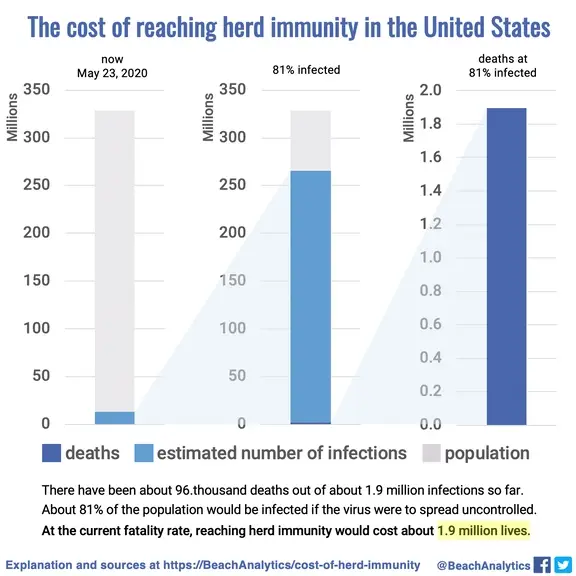 The cost of reaching herd immunity in the United States
now
May 23, 2020
81% infected
deaths at
81% infected
Millions
350
300
250
200
150
100
50
0
Millions
350
300
250
200
150
100
50
0
Millions
2.0
1.8
1.6
1.4
1.2
1.0
0.8
0.6
0.4
0.2
0.0
deaths
estimated number of infections
population
There have been about 96.thousand deaths out of about 1.9 million infections so far.
About 81% of the population would be infected if the virus were to spread uncontrolled.
At the current fatality rate, reaching herd immunity would cost about 1.9 million lives.
Explanation and sources at https://BeachAnalytics/cost-of-herd-immunity @BeachAnalytics